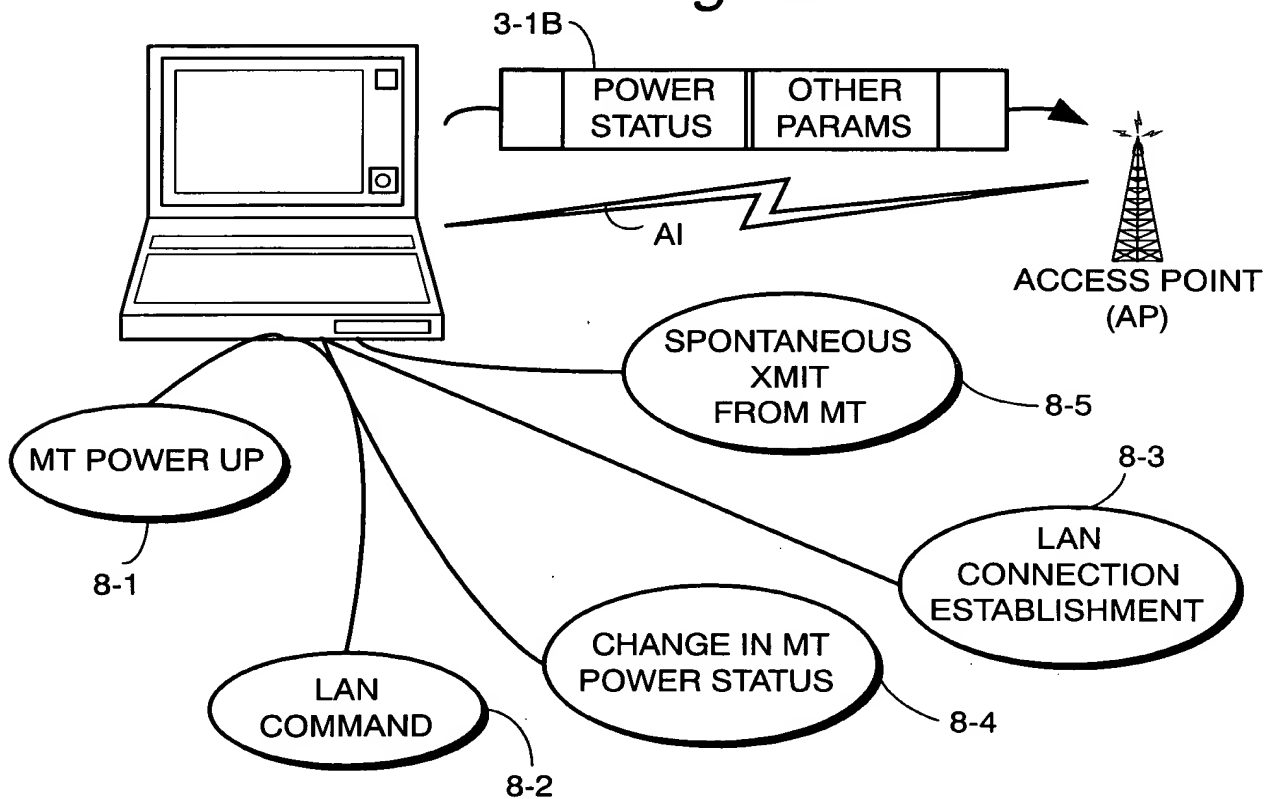 3-1B
POWER
STATUS
OTHER
PARAMS
AI
ACCESS POINT
(AP)
SPONTANEOUS
XMIT
FROM MT
8-5
MT POWER UP
8-1
8-3
LAN
CONNECTION
ESTABLISHMENT
CHANGE IN MT
POWER STATUS
8-4
LAN
COMMAND
8-2